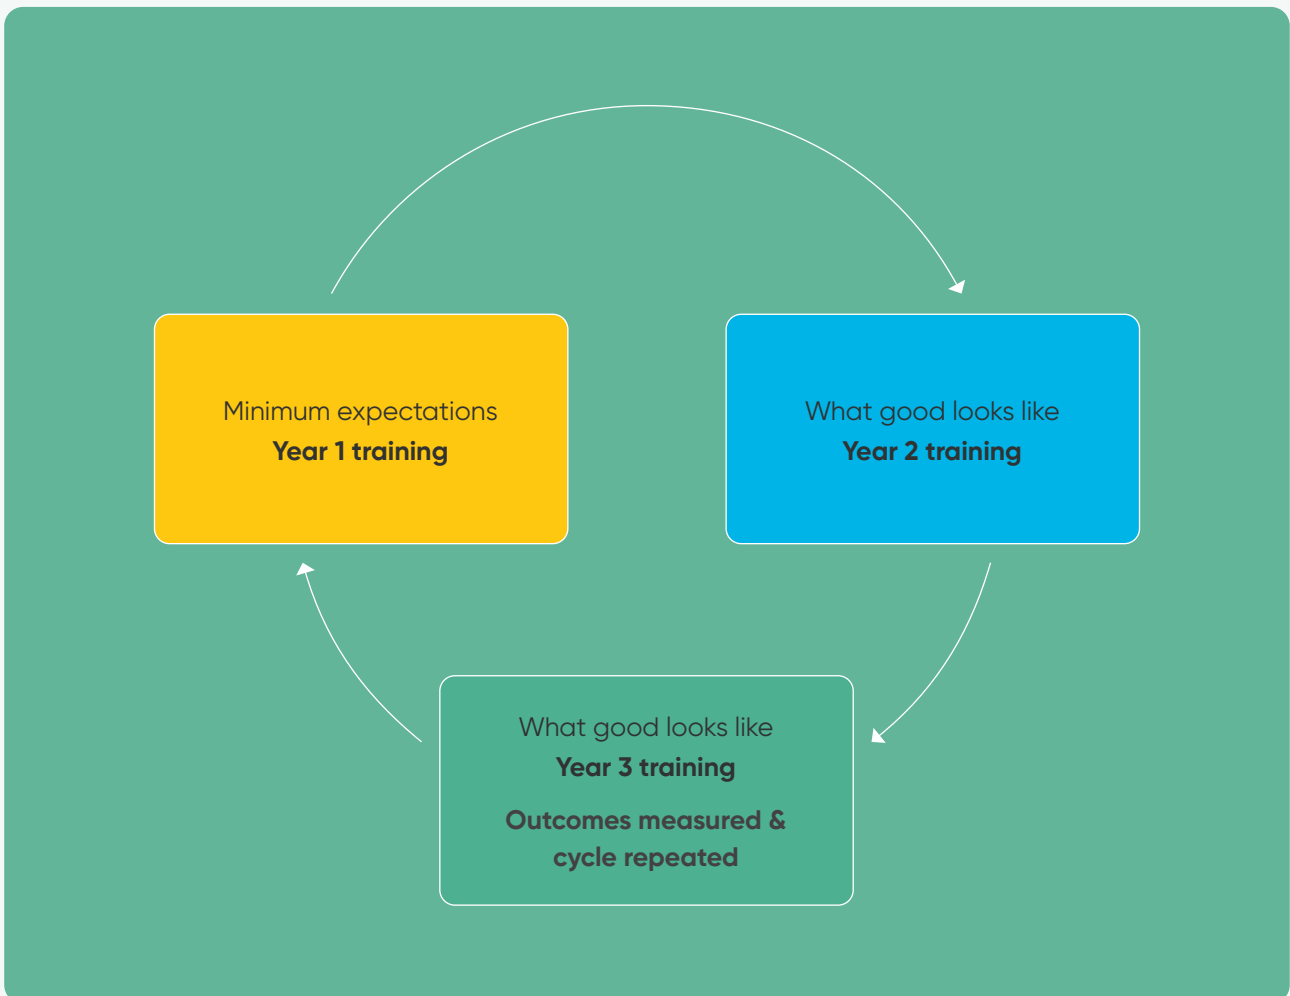 Minimum expectations
Year 1 training
What good looks like
Year 2 training
What good looks like
Year 3 training
Outcomes measured &
cycle repeated